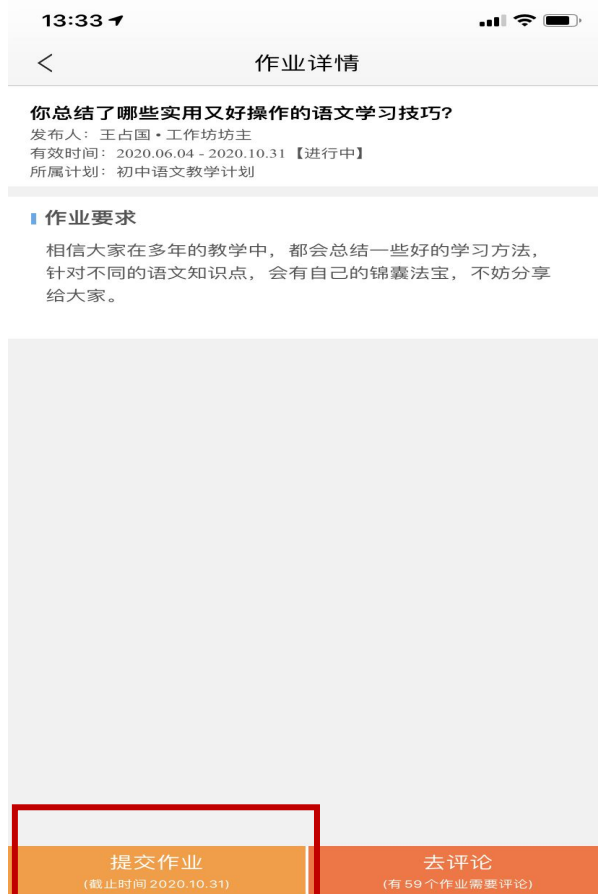 13:33
作业详情
你总结了哪些实用又好操作的语文学习技巧?
发布人：王占国•工作坊坊主
有效时间：2020.06.04 - 2020.10.31【进行中】
所属计划：初中语文教学计划
作业要求
相信大家在多年的教学中，都会总结一些好的学习方法，
针对不同的语文知识点，会有自己的锦囊法宝，不妨分享
给大家。
提交作业
(截止时间2020.10.31)
去评论
(有59个作业需要评论)